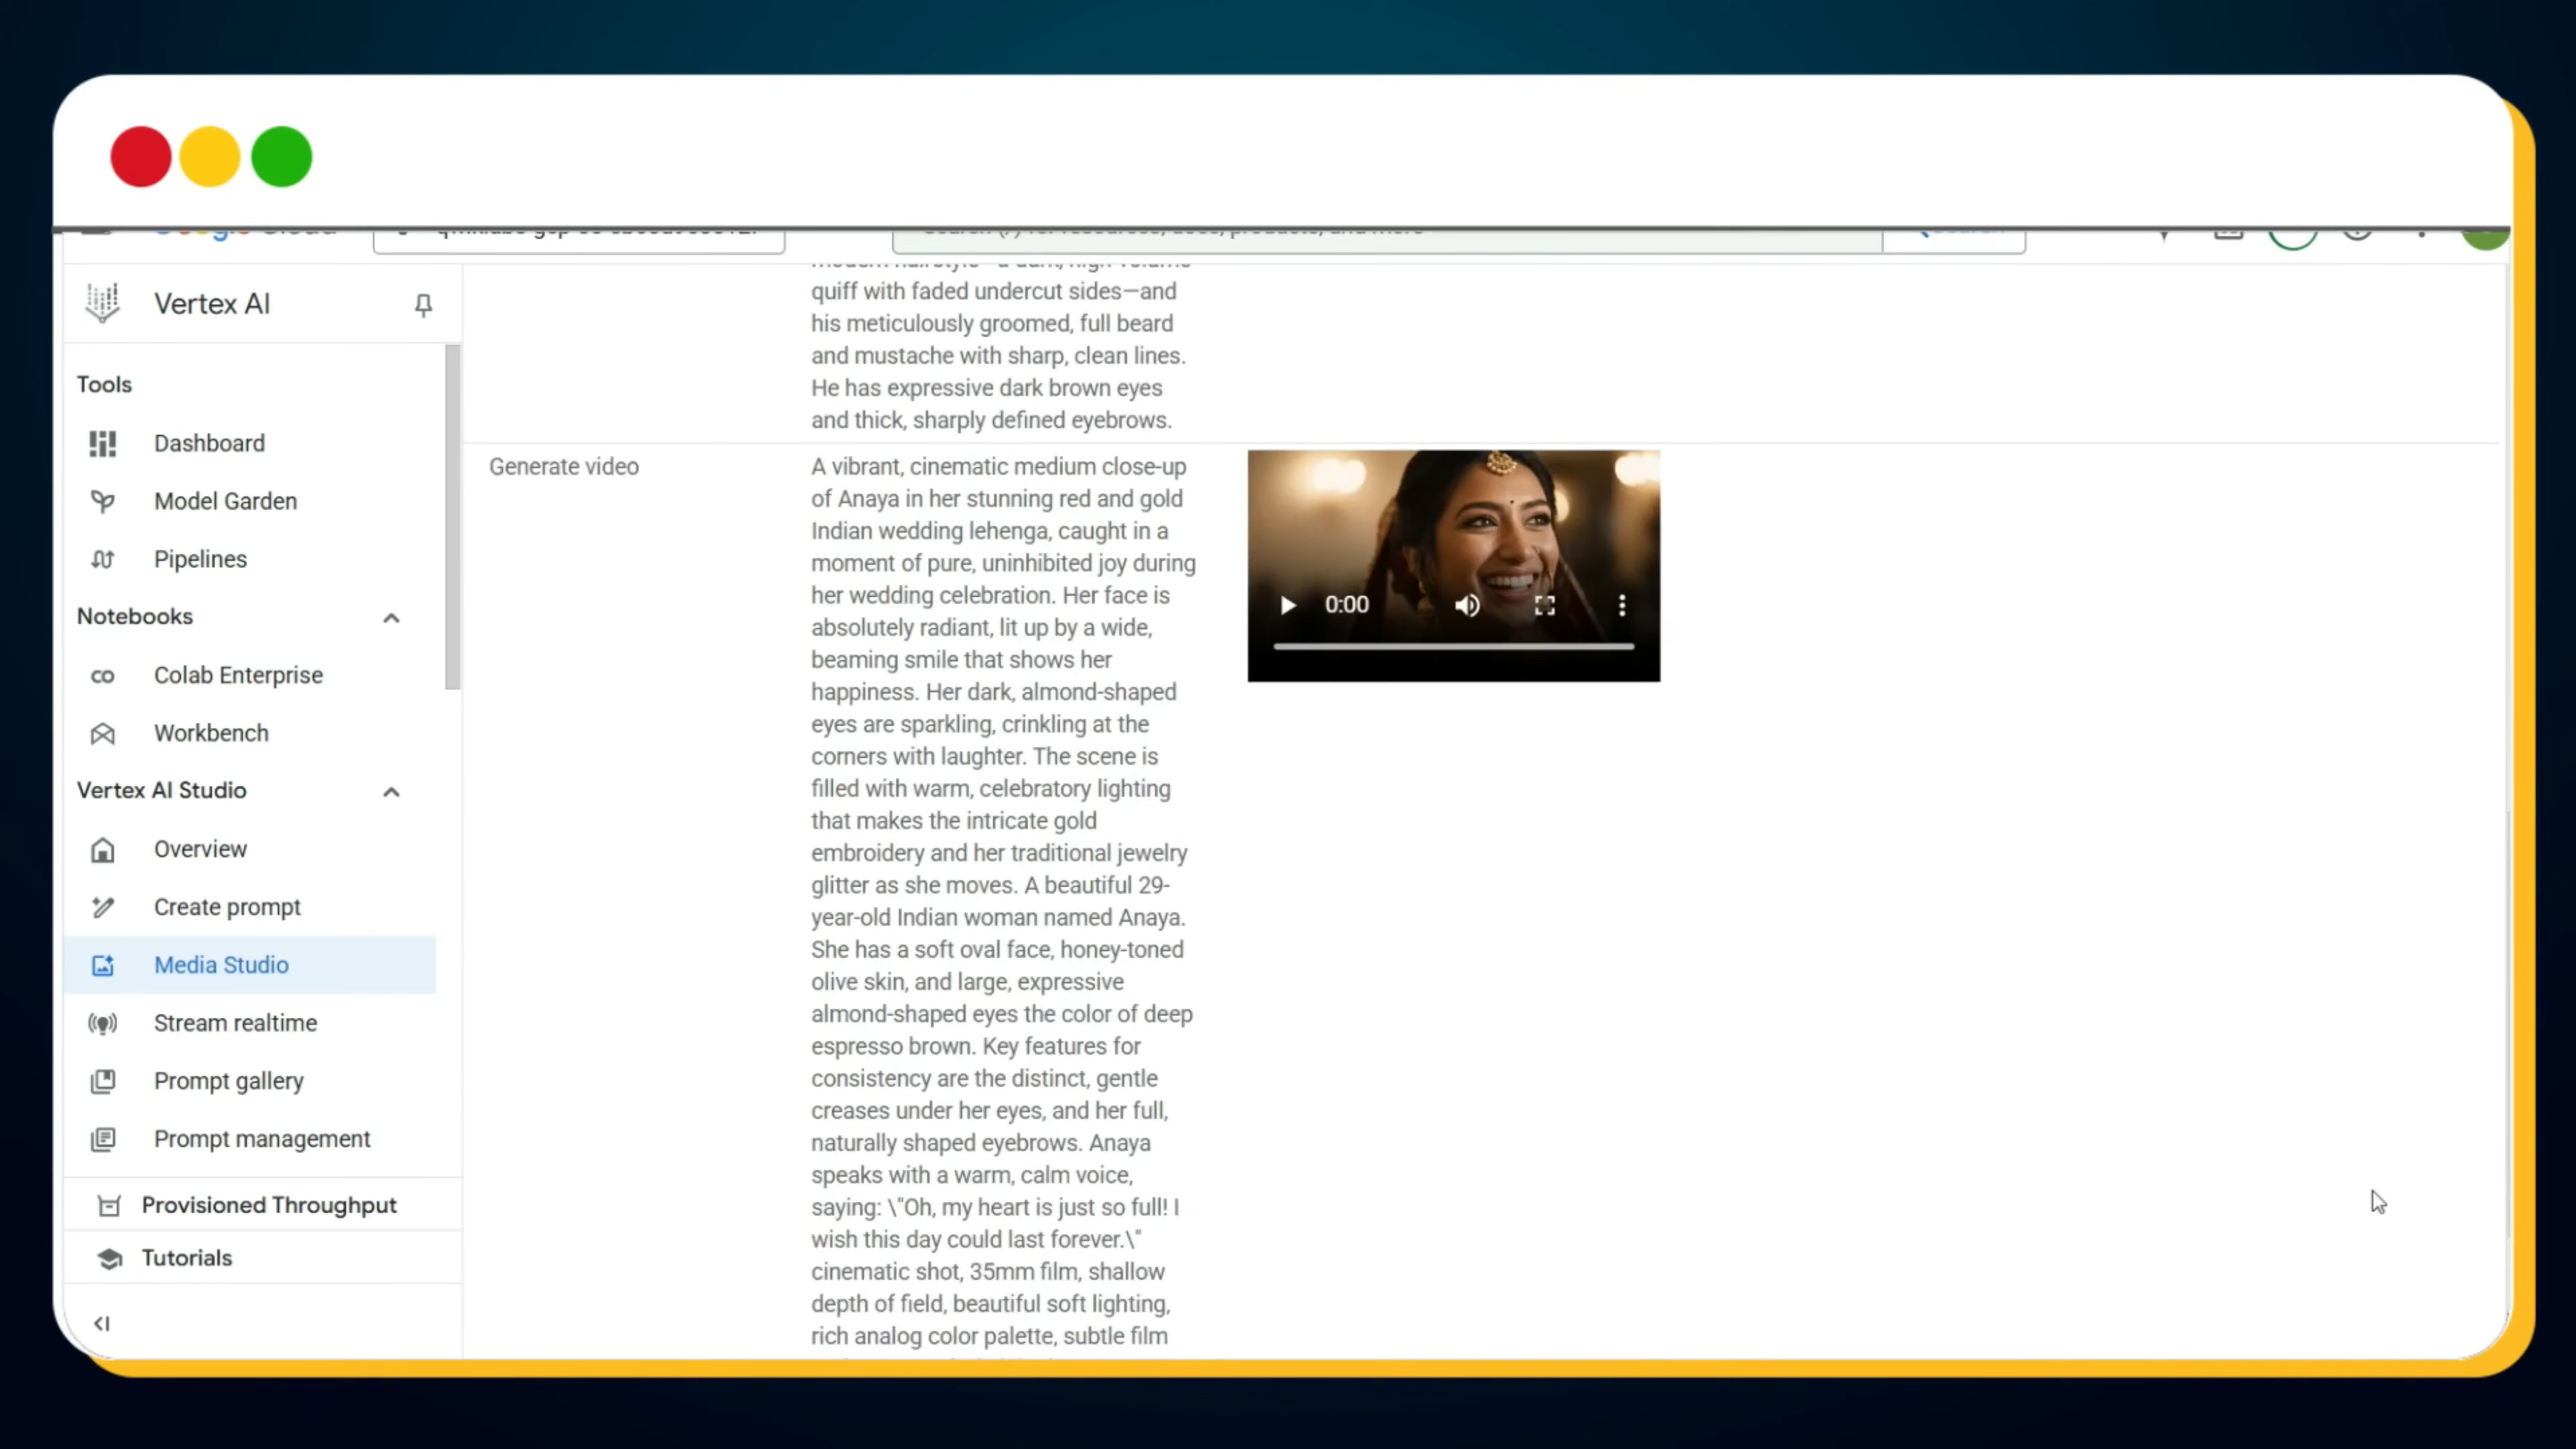 Vertex AI
Tools
Dashboard
Model Garden
Pipelines
Notebooks
Colab Enterprise
Workbench
Vertex AI Studio
Overview
Create prompt
Media Studio
Stream realtime
Prompt gallery
Prompt management
Provisioned Throughput
Tutorials
quiff with faded undercut sides—and
his meticulously groomed, full beard
and mustache with sharp, clean lines.
He has expressive dark brown eyes
and thick, sharply defined eyebrows.
Generate video
A vibrant, cinematic medium close-up
of Anaya in her stunning red and gold
Indian wedding lehenga, caught in a
moment of pure, uninhibited joy during
her wedding celebration. Her face is
absolutely radiant, lit up by a wide,
beaming smile that shows her
happiness. Her dark, almond-shaped
eyes are sparkling, crinkling at the
corners with laughter. The scene is
filled with warm, celebratory lighting
that makes the intricate gold
embroidery and her traditional jewelry
glitter as she moves. A beautiful 29-
year-old Indian woman named Anaya.
She has a soft oval face, honey-toned
olive skin, and large, expressive
almond-shaped eyes the color of deep
espresso brown. Key features for
consistency are the distinct, gentle
creases under her eyes, and her full,
naturally shaped eyebrows. Anaya
speaks with a warm, calm voice,
saying: \"Oh, my heart is just so full! I
wish this day could last forever.\"
cinematic shot, 35mm film, shallow
depth of field, beautiful soft lighting,
rich analog color palette, subtle film
0:00